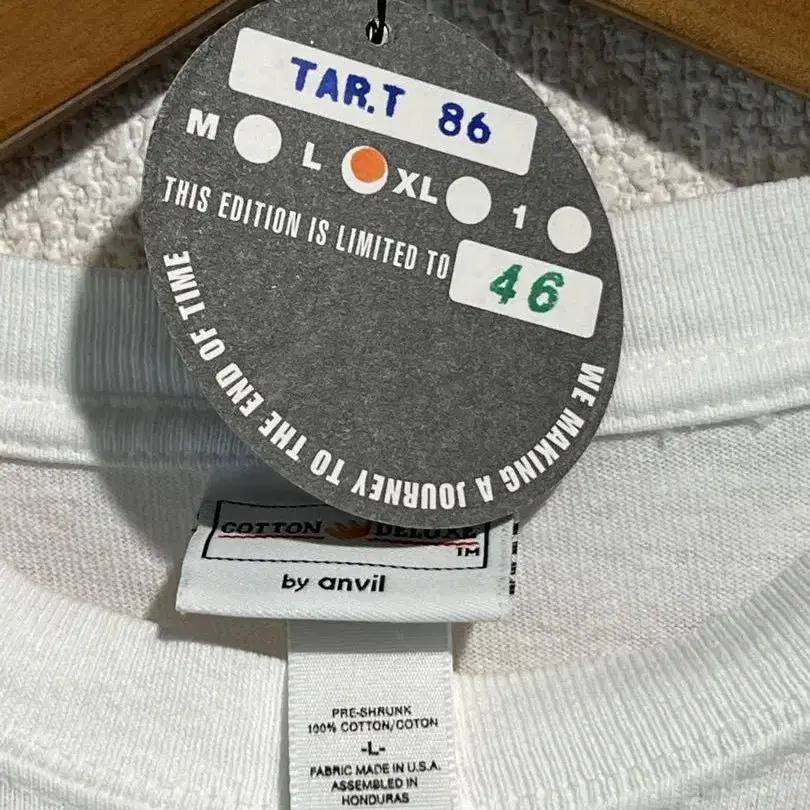 TAR.T 86
M L XL 1
THIS EDITION IS LIMITED TO 46
WE MAKING A JOURNEY TO THE END OF TIME
COTTON DELUXE
TM
by anvil
PRE-SHRUNK
100% COTTON/COTON
-L-
FABRIC MADE IN U.S.A.
ASSEMBLED IN
HONDURAS